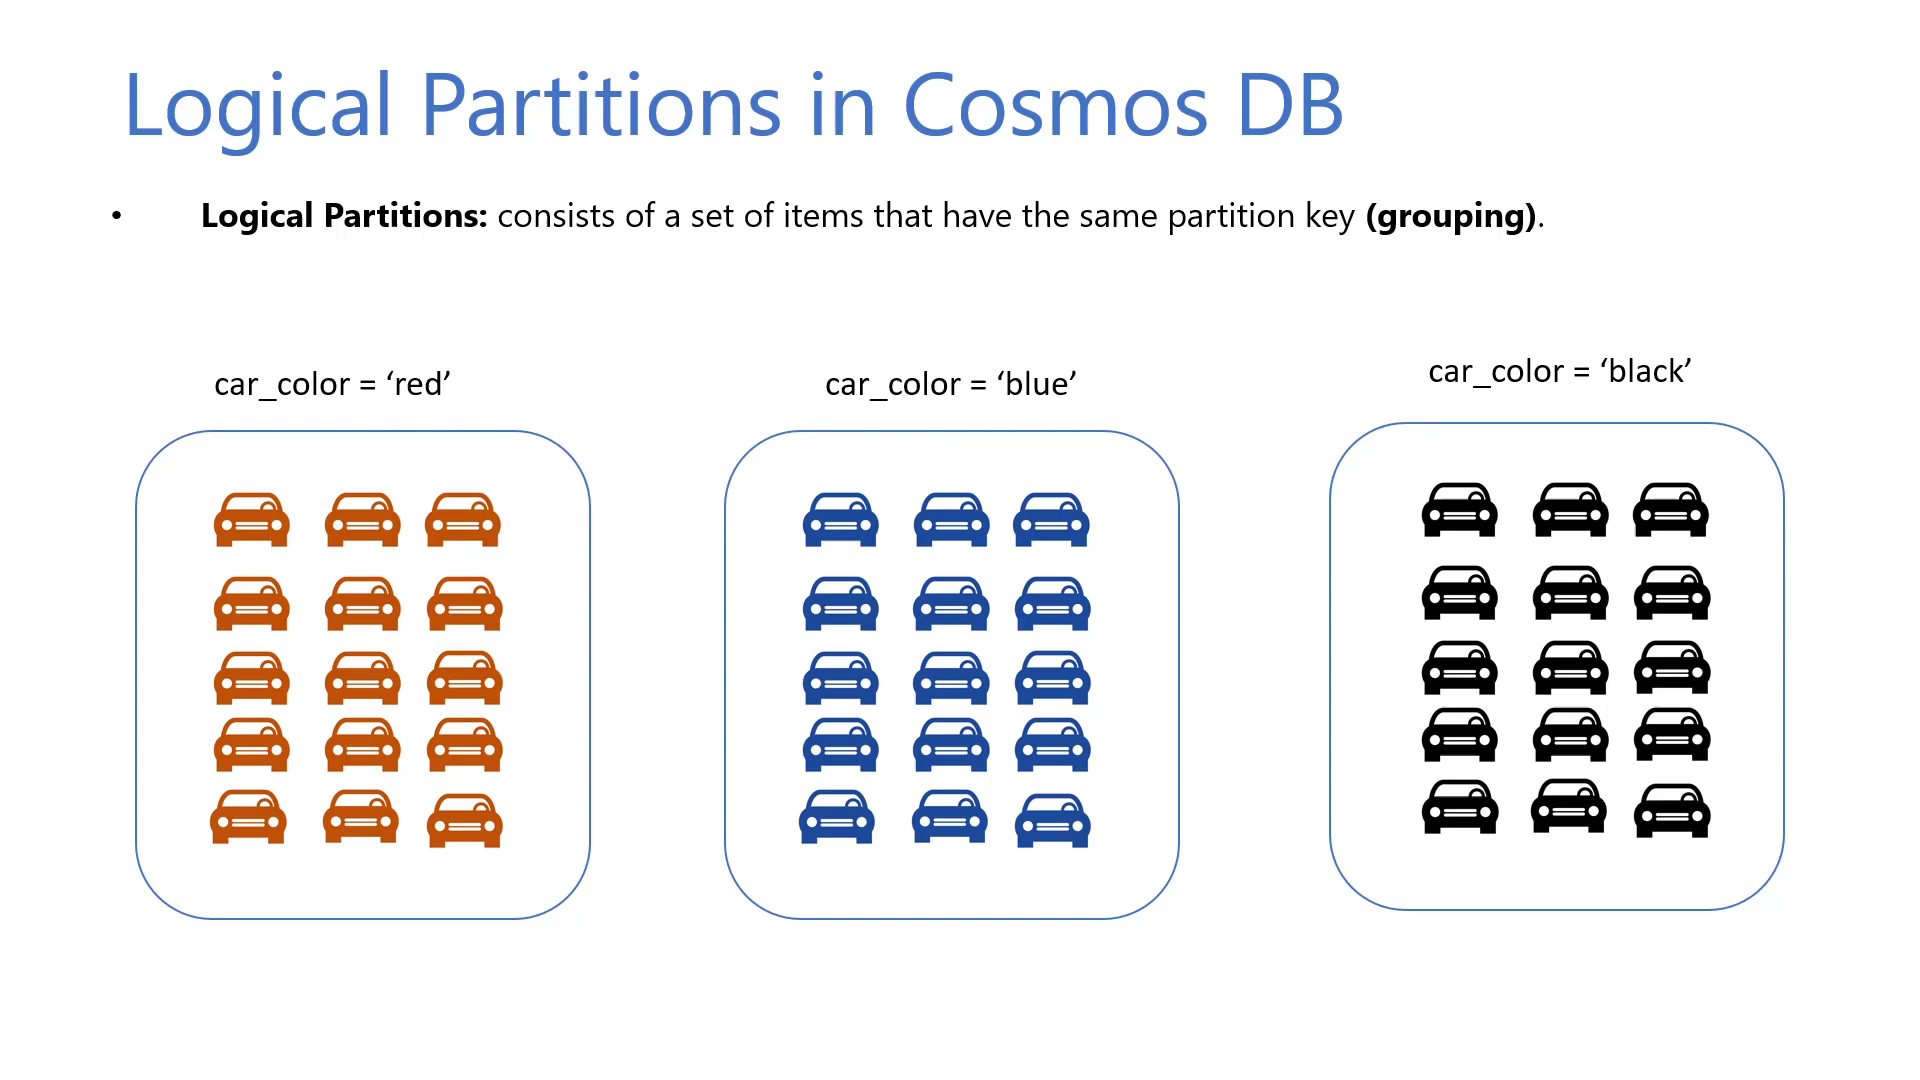 Logical Partitions in Cosmos DB
• Logical Partitions: consists of a set of items that have the same partition key (grouping).
car_color = ‘red’
car_color = ‘blue’
car_color = ‘black’